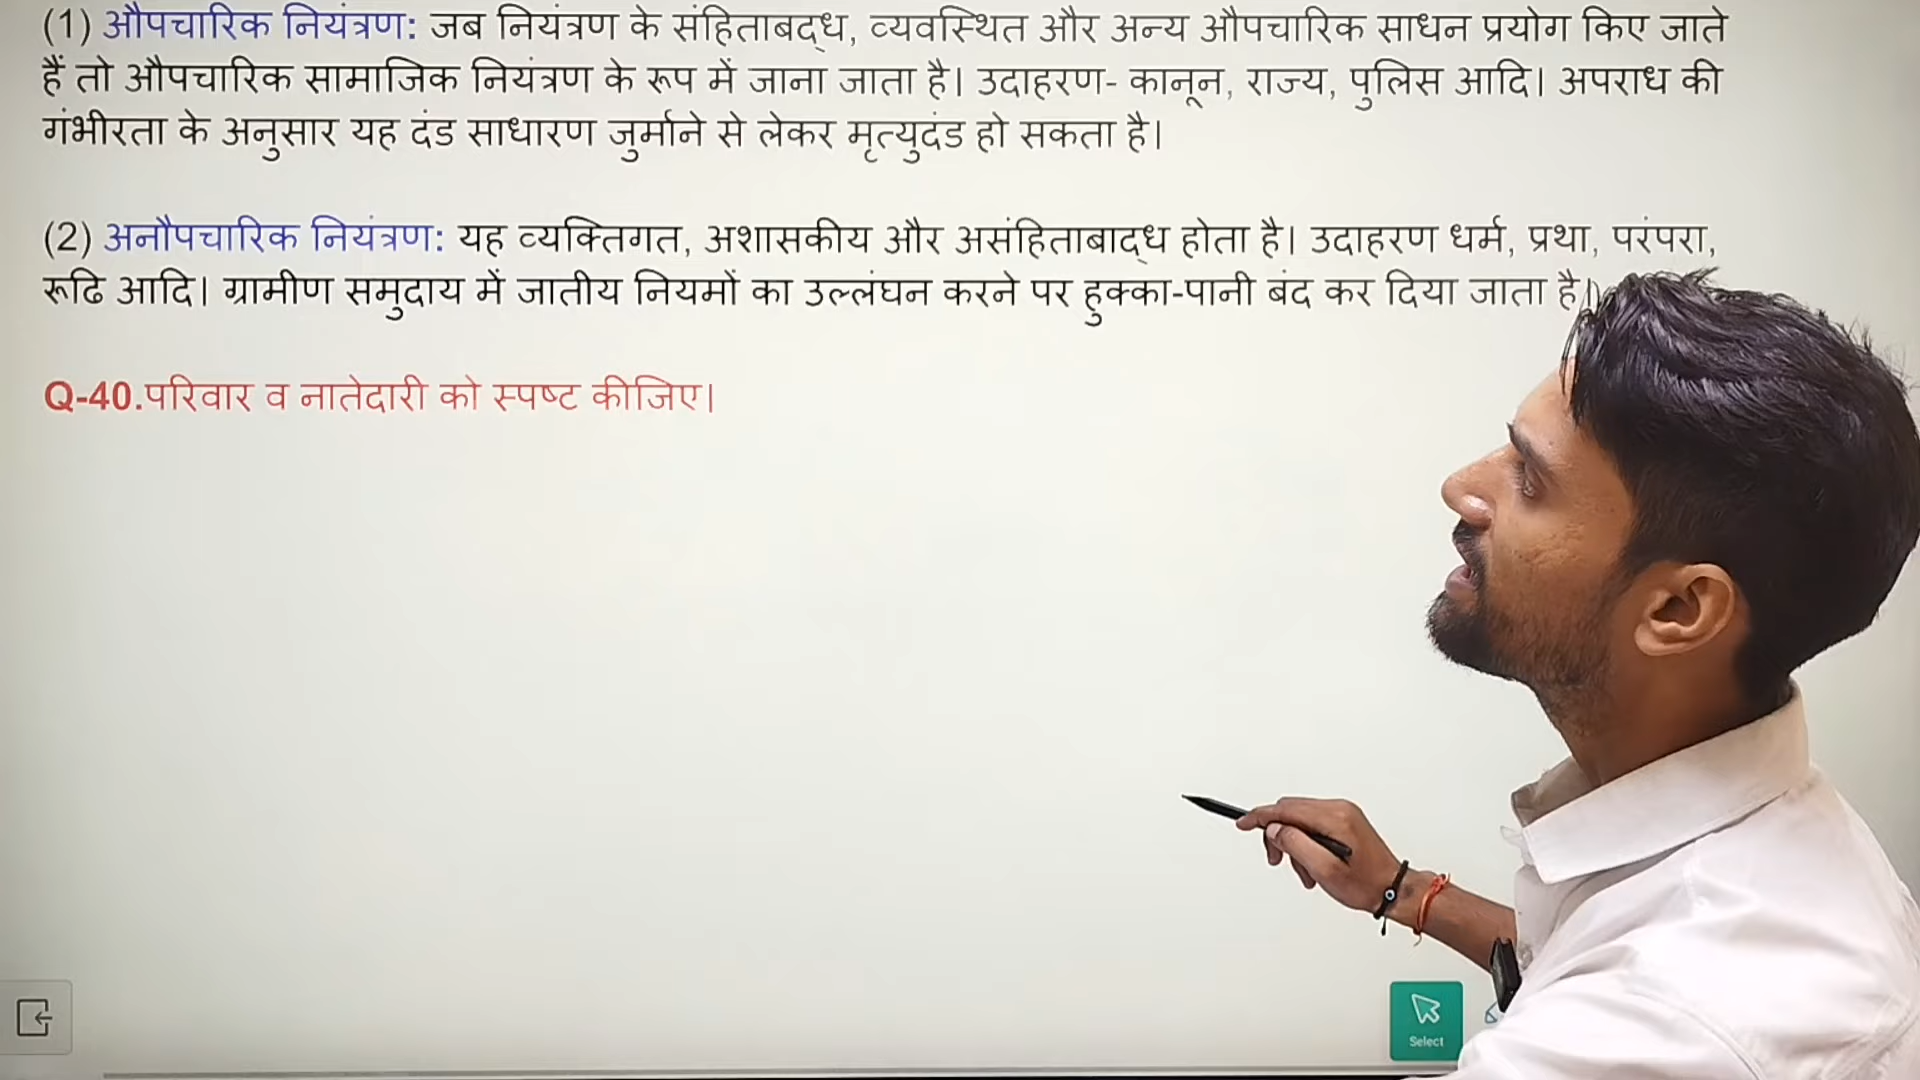 (1) औपचारिक नियंत्रण: जब नियंत्रण के संहिताबद्ध, व्यवस्थित और अन्य औपचारिक साधन प्रयोग किए जाते
हैं तो औपचारिक सामाजिक नियंत्रण के रूप में जाना जाता है। उदाहरण- कानून, राज्य, पुलिस आदि। अपराध की
गंभीरता के अनुसार यह दंड साधारण जुर्माने से लेकर मृत्युदंड हो सकता है।
(2) अनौपचारिक नियंत्रण: यह व्यक्तिगत, अशासकीय और असंहिताबाद्ध होता है। उदाहरण धर्म, प्रथा, परंपरा,
रूढि आदि। ग्रामीण समुदाय में जातीय नियमों का उल्लंघन करने पर हुक्का-पानी बंद कर दिया जाता है।
Q-40.परिवार व नातेदारी को स्पष्ट कीजिए।
Select